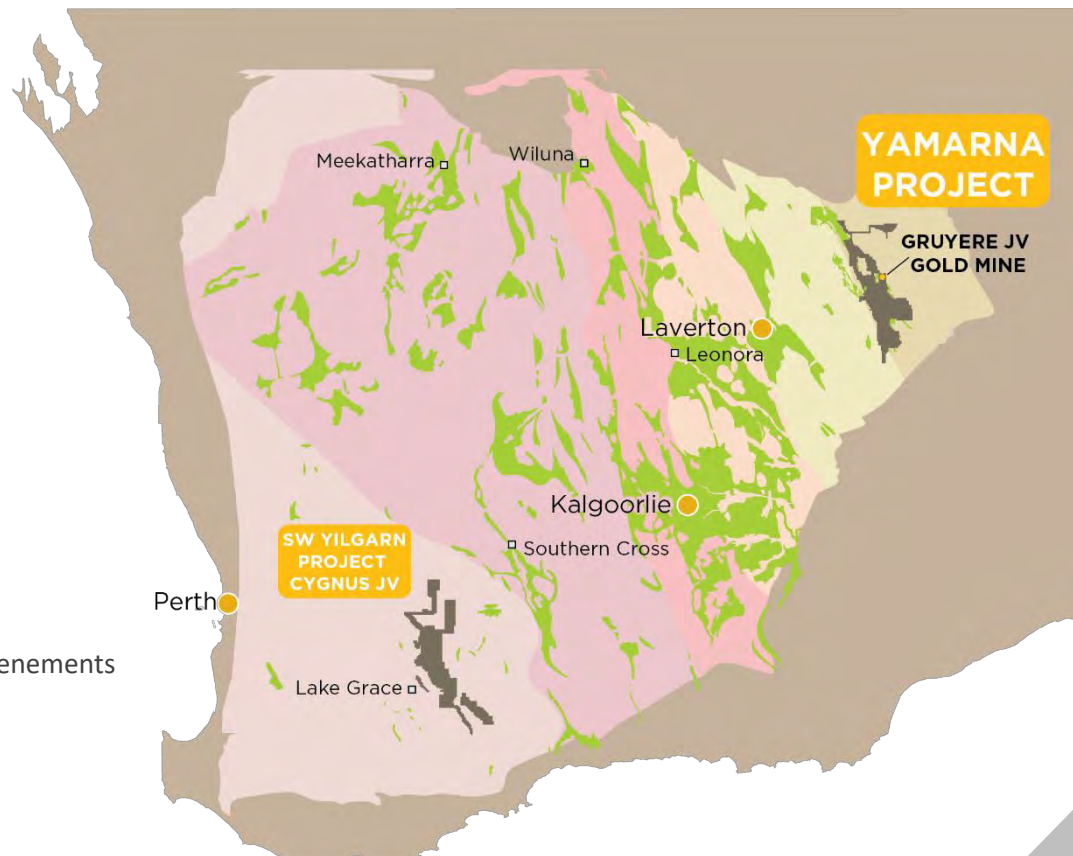 Meekatharra
Wiluna
YAMARNA
PROJECT
GRUYERE JV
GOLD MINE
Laverton
Leonora
Kalgoorlie
SW YILGARN
PROJECT
CYGNUS JV
Southern Cross
Perth
enements
Lake Grace